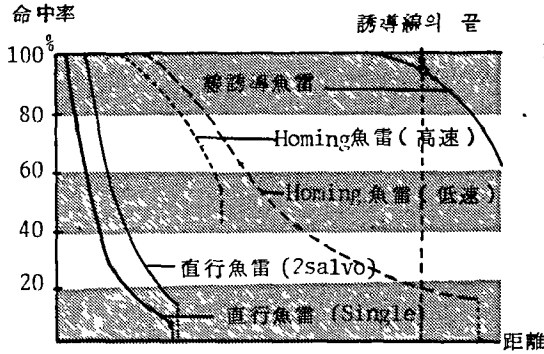 命中率
誘導線의 끝
%
100
線誘導魚雷
80
Homing魚雷(高速)
60
Homing魚雷(低速)
40
直行魚雷(2salvo)
20
直行魚雷(Single)
距離